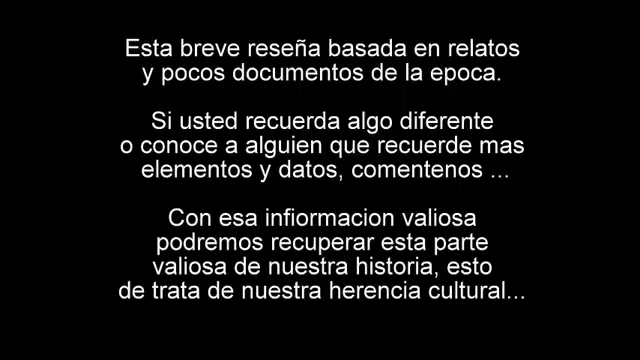 Esta breve reseña basada en relatos
y pocos documentos de la epoca.
Si usted recuerda algo diferente
o conoce a alguien que recuerde mas
elementos y datos, comentenos ...
Con esa infiormacion valiosa
podremos recuperar esta parte
valiosa de nuestra historia, esto
de trata de nuestra herencia cultural...